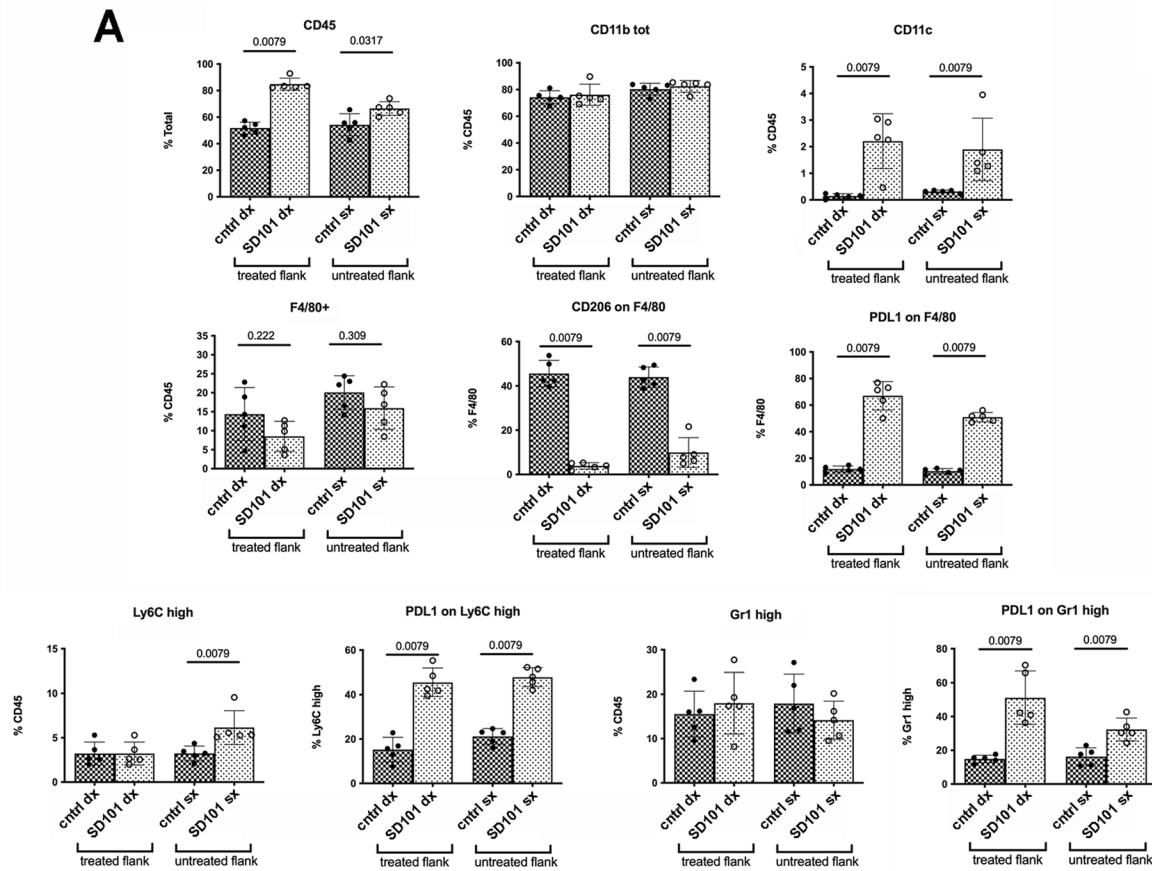 A
CD45
0.0079
0.0317
% Total
100
80
60
40
20
0
cntrl dx
SD101 dx
cntrl sx
SD101 sx
treated flank
untreated flank
CD11b tot
% CD45
100
80
60
40
20
0
cntrl dx
SD101 dx
cntrl sx
SD101 sx
treated flank
untreated flank
CD11c
0.0079
0.0079
% CD45
5
4
3
2
1
0
cntrl dx
SD101 dx
cntrl sx
SD101 sx
treated flank
untreated flank
F4/80+
0.222
0.309
% CD45
35
30
25
20
15
10
5
0
cntrl dx
SD101 dx
cntrl sx
SD101 sx
treated flank
untreated flank
CD206 on F4/80
0.0079
0.0079
% F4/80
60
40
20
0
cntrl dx
SD101 dx
cntrl sx
SD101 sx
treated flank
untreated flank
PDL1 on F4/80
0.0079
0.0079
% F4/80
100
80
60
40
20
0
cntrl dx
SD101 dx
cntrl sx
SD101 sx
treated flank
untreated flank
Ly6C high
0.0079
% CD45
15
10
5
0
cntrl dx
SD101 dx
cntrl sx
SD101 sx
treated flank
untreated flank
PDL1 on Ly6C high
0.0079
0.0079
% Ly6C high
60
40
20
0
cntrl dx
SD101 dx
cntrl sx
SD101 sx
treated flank
untreated flank
Gr1 high
% CD45
30
20
10
0
cntrl dx
SD101 dx
cntrl sx
SD101 sx
treated flank
untreated flank
PDL1 on Gr1 high
0.0079
0.0079
% Gr1 high
80
60
40
20
0
cntrl dx
SD101 dx
cntrl sx
SD101 sx
treated flank
untreated flank